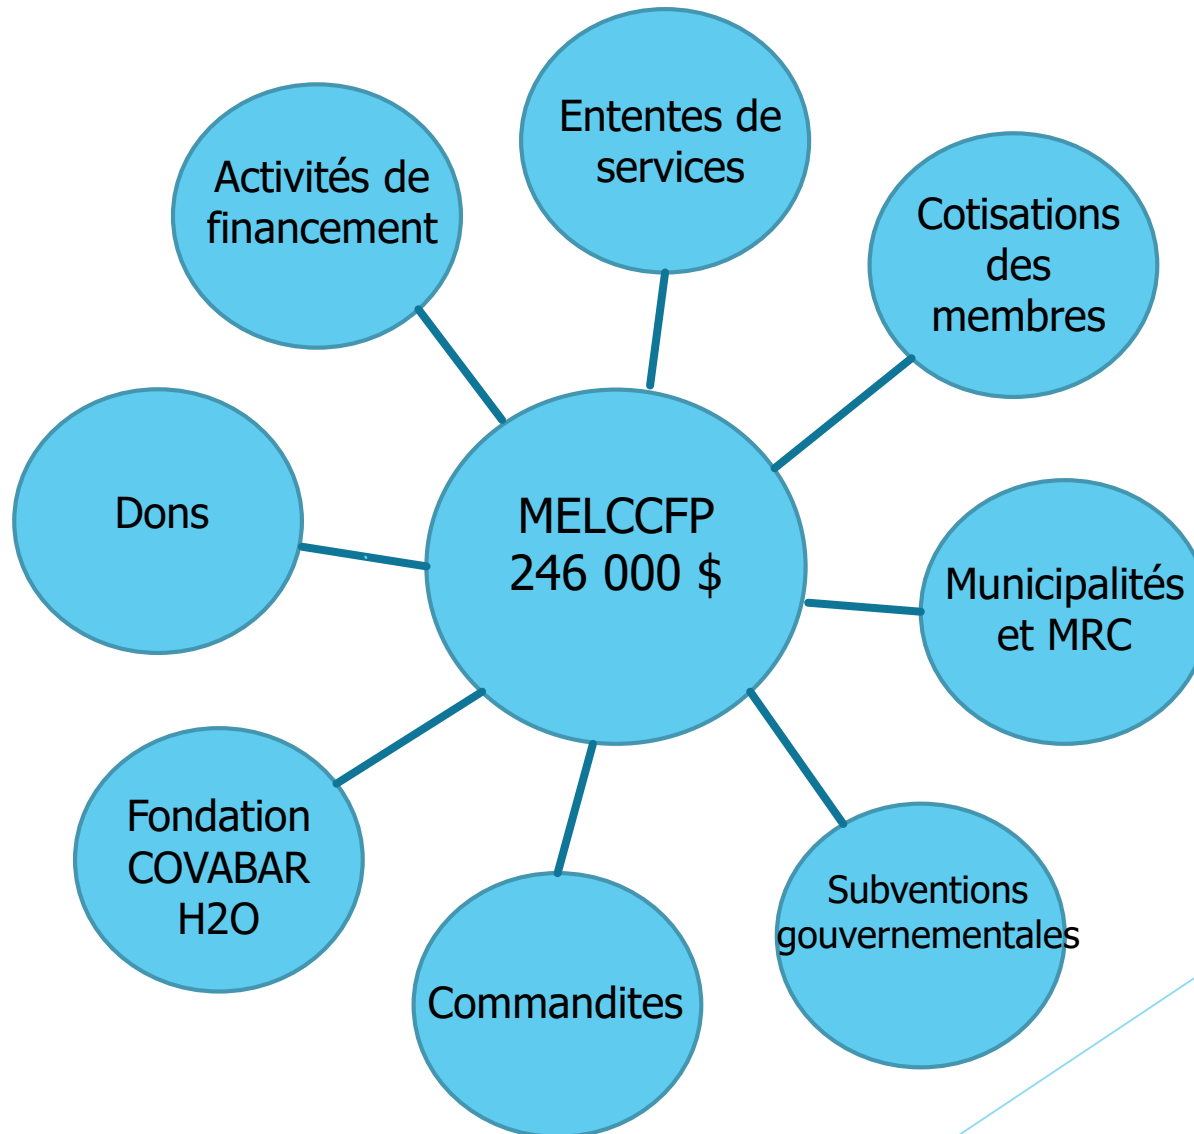 Ententes de
services
Activités de
financement
Cotisations
des
membres
Dons
MELCCFP
246 000 $
Municipalités
et MRC
Fondation
COVABAR
H2O
Subventions
gouvernementales
Commandites